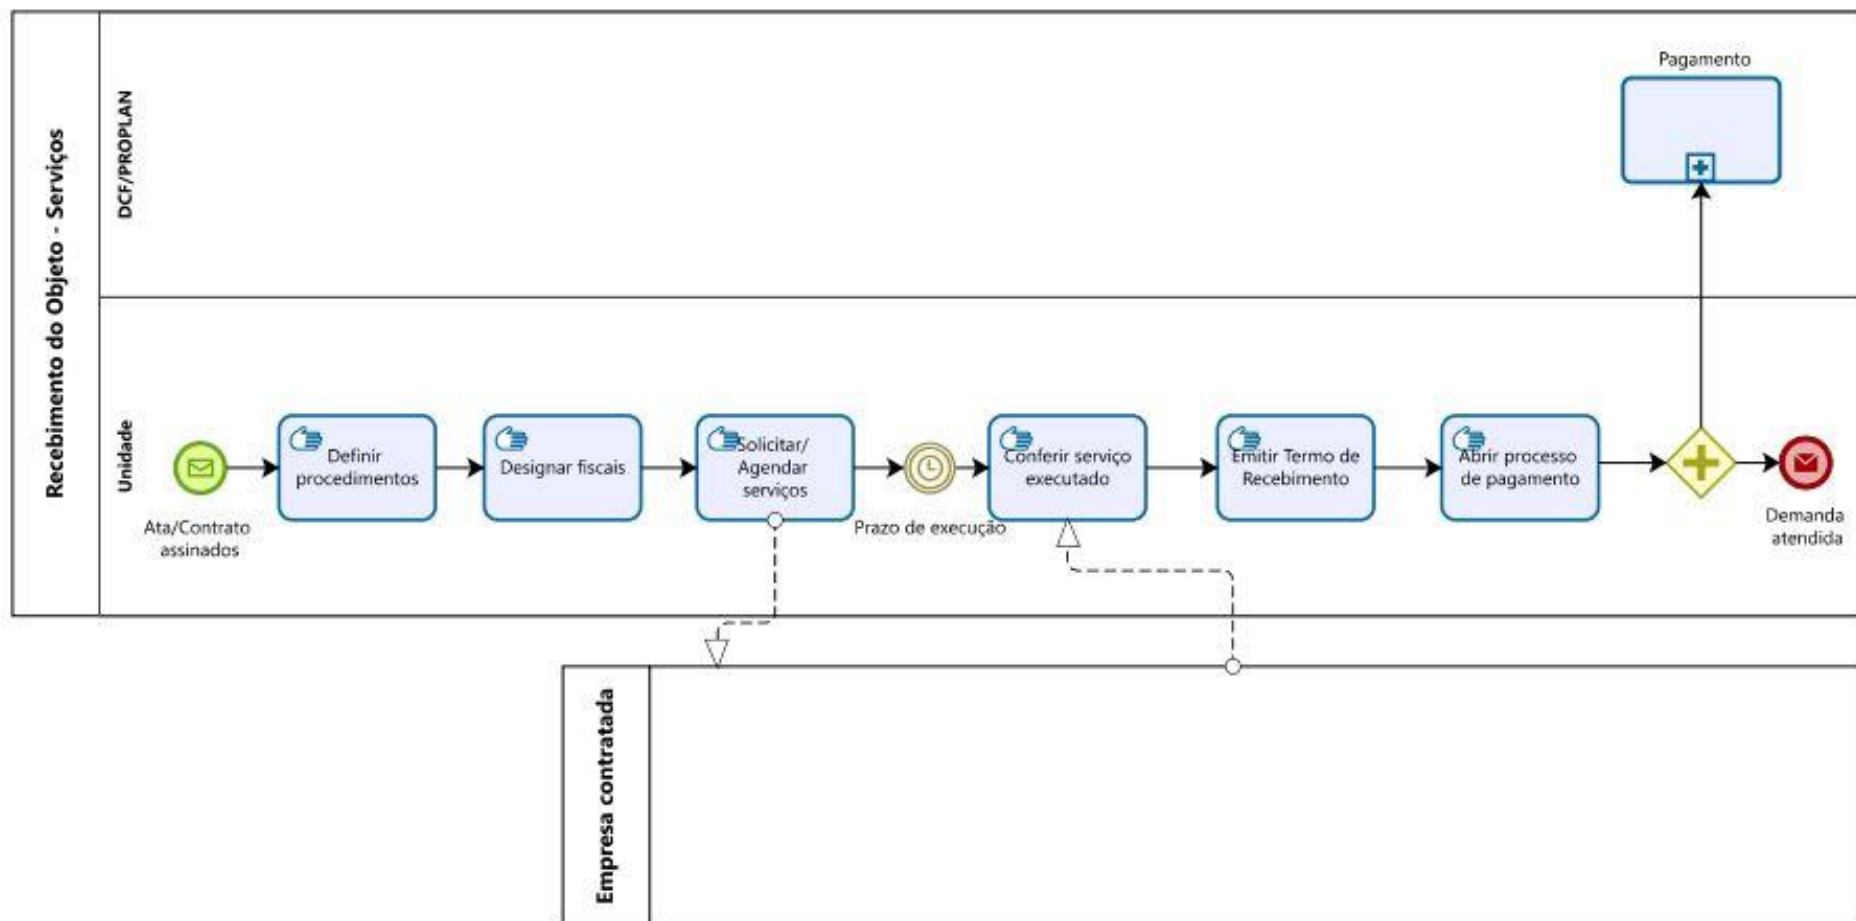 Recebimento do Objeto - Serviços
DCF/PROPLAN
Pagamento
Unidade
Ata/Contrato
assinados
Definir
procedimentos
Designar fiscais
Solicitar/
Agendar
serviços
Prazo de execução
Conferir serviço
executado
Emitir Termo de
Recebimento
Abrir processo
de pagamento
Demanda
atendida
Empresa contratada